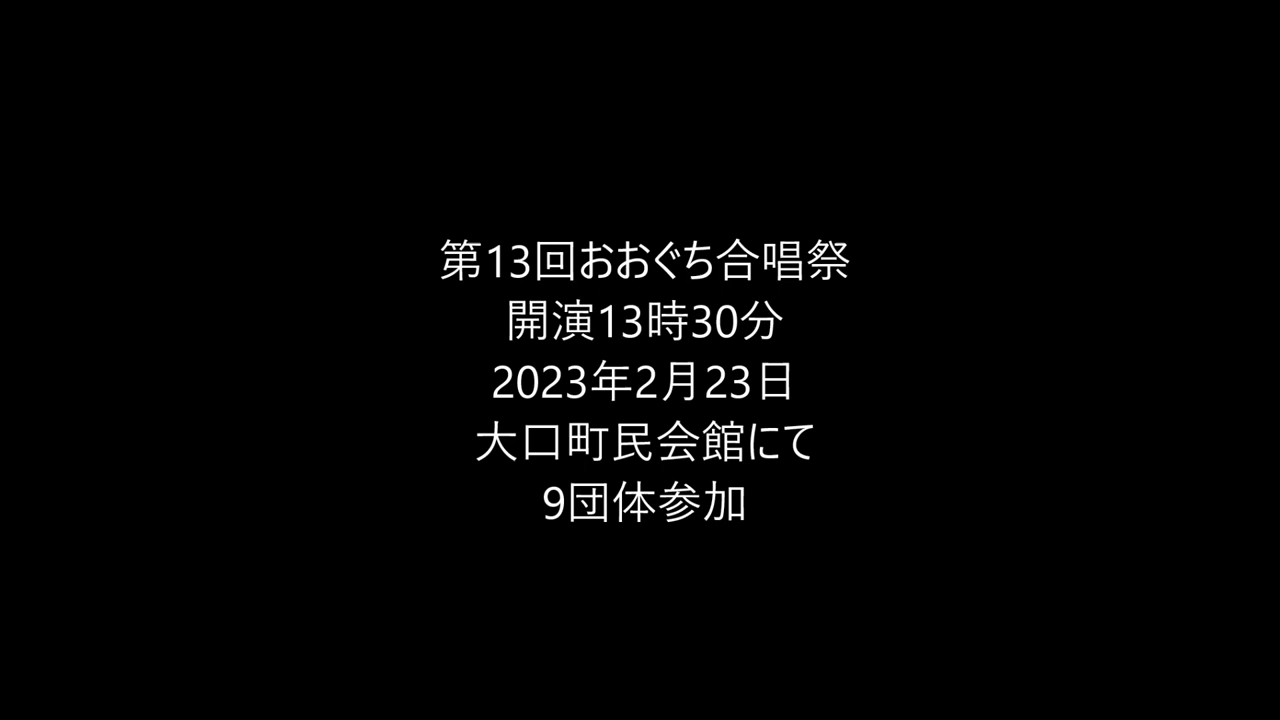 第13回おおぐち合唱祭
開演13時30分
2023年2月23日
大口町民会館にて
9団体参加